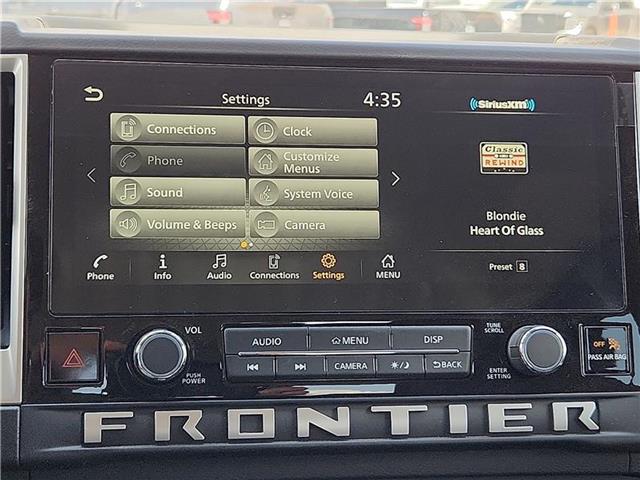 Settings 4:35
SiriusXM
Connections
Clock
Phone
Customize
Menus
Sound
System Voice
Volume & Beeps
Camera
Classic
REWIND
Blondie
Heart Of Glass
Preset 8
Phone Info Audio Connections Settings MENU
VOL
PUSH
POWER
AUDIO MENU DISP
CAMERA BACK
TUNE
SCROLL
ENTER
SETTING
OFF
PASS AIR BAG
FRONTIER